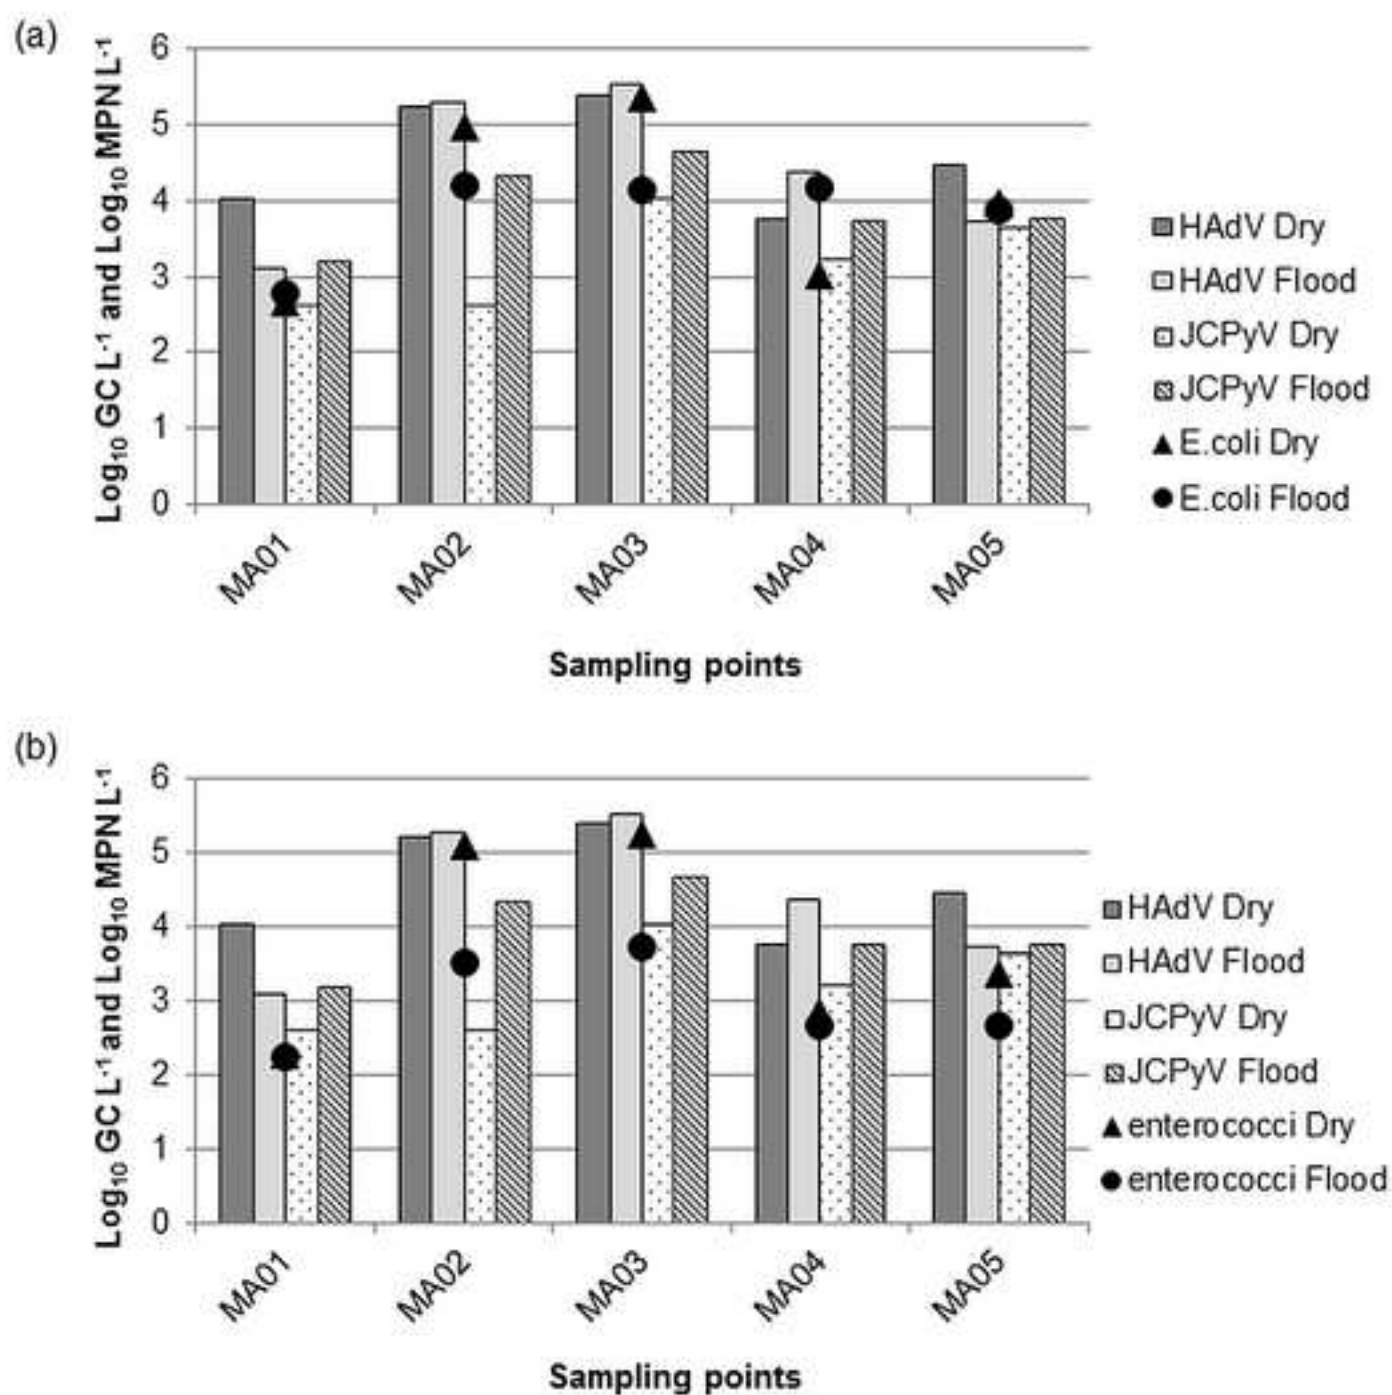 (a)
Log₁₀ GC L⁻¹ and Log₁₀ MPN L⁻¹
6
5
4
3
2
1
0
MA01
MA02
MA03
MA04
MA05
Sampling points
HAdV Dry
HAdV Flood
JCPyV Dry
JCPyV Flood
E.coli Dry
E.coli Flood
(b)
Log₁₀ GC L⁻¹ and Log₁₀ MPN L⁻¹
6
5
4
3
2
1
0
MA01
MA02
MA03
MA04
MA05
Sampling points
HAdV Dry
HAdV Flood
JCPyV Dry
JCPyV Flood
enterococci Dry
enterococci Flood